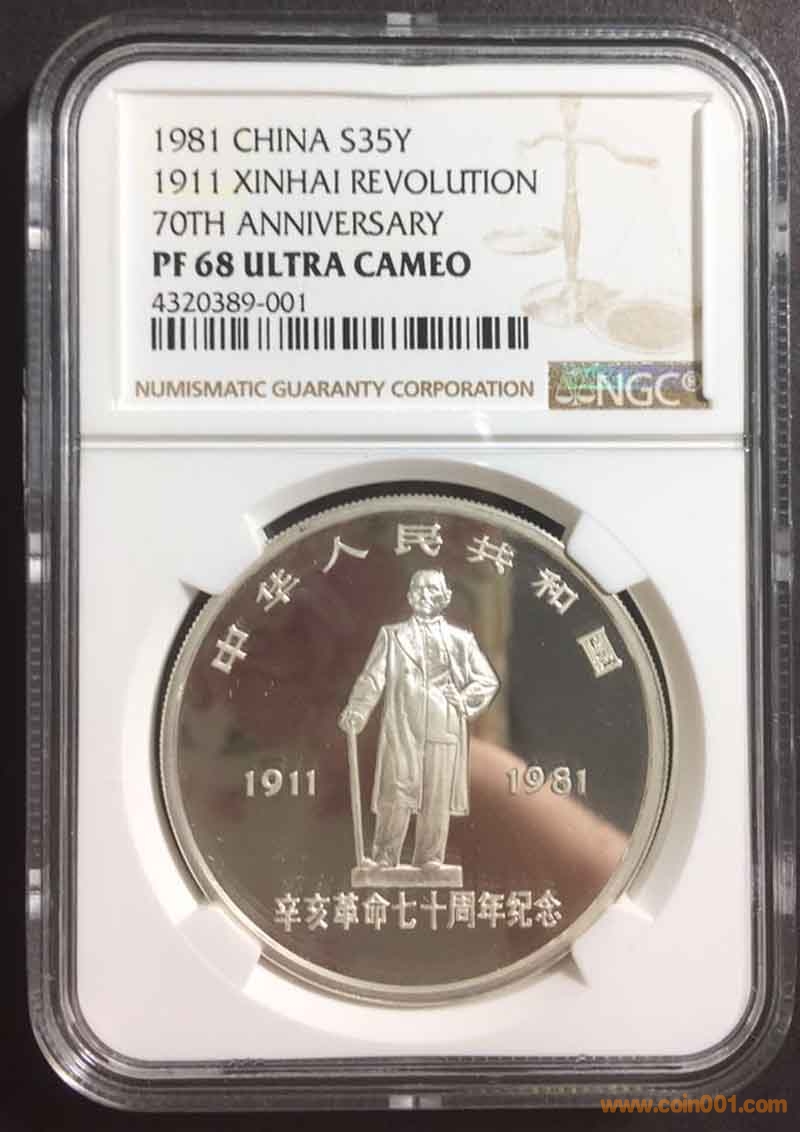 1981 CHINA S35Y
1911 XINHAI REVOLUTION
70TH ANNIVERSARY
PF 68 ULTRA CAMEO
4320389-001
NUMISMATIC GUARANTY CORPORATION
NGC®
中华人民共和国
1911 1981
辛亥革命七十周年纪念
www.coin001.com